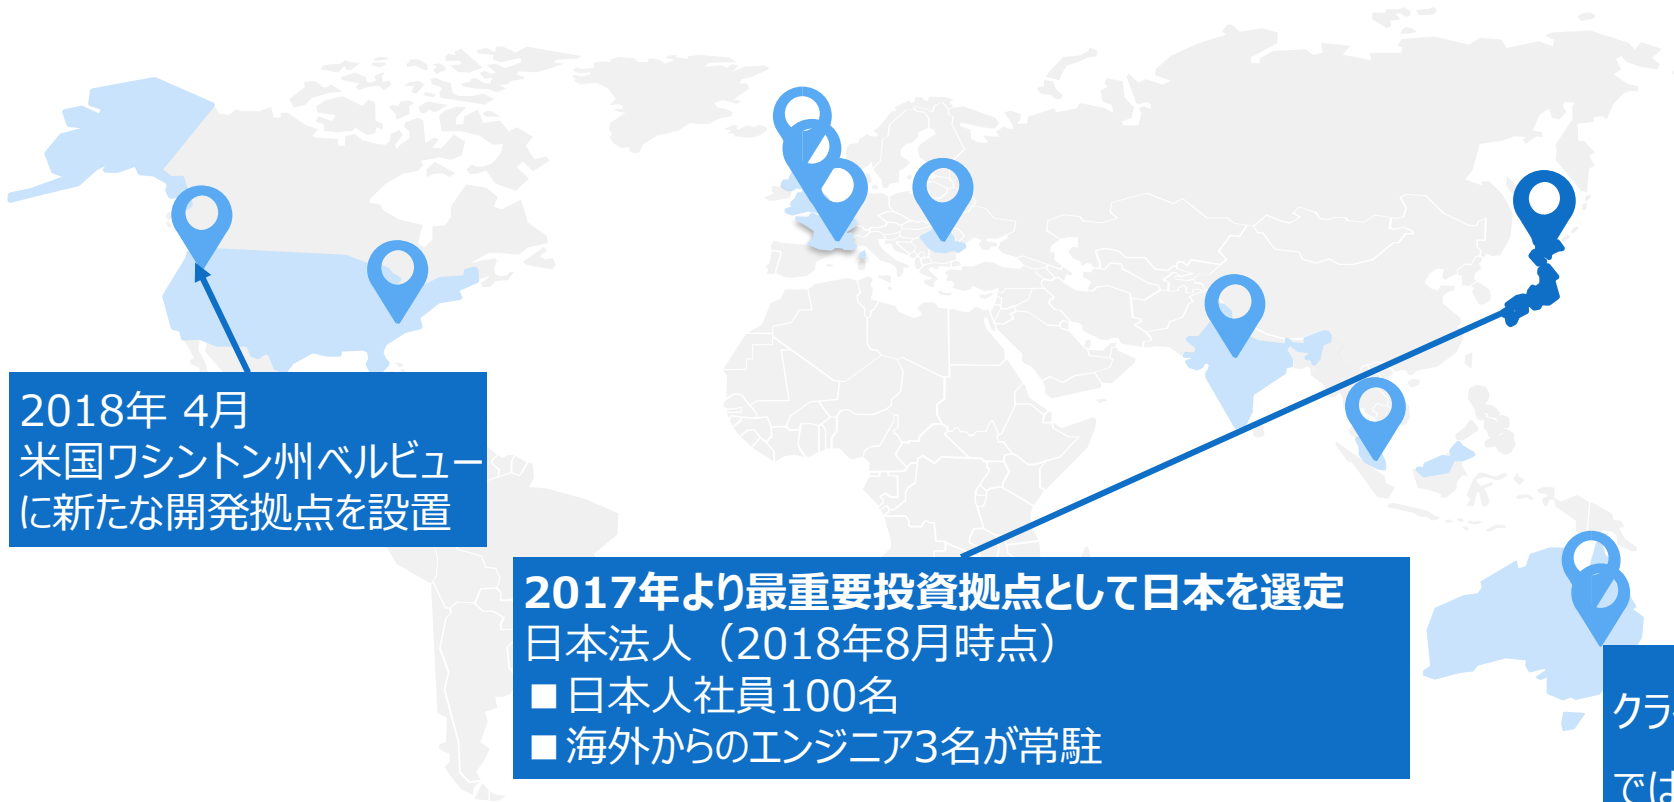 2018年 4月
米国ワシントン州ベルビュー
に新たな開発拠点を設置
2017年より最重要投資拠点として日本を選定
日本法人（2018年8月時点）
■日本人社員100名
■海外からのエンジニア3名が常駐
クラ
では